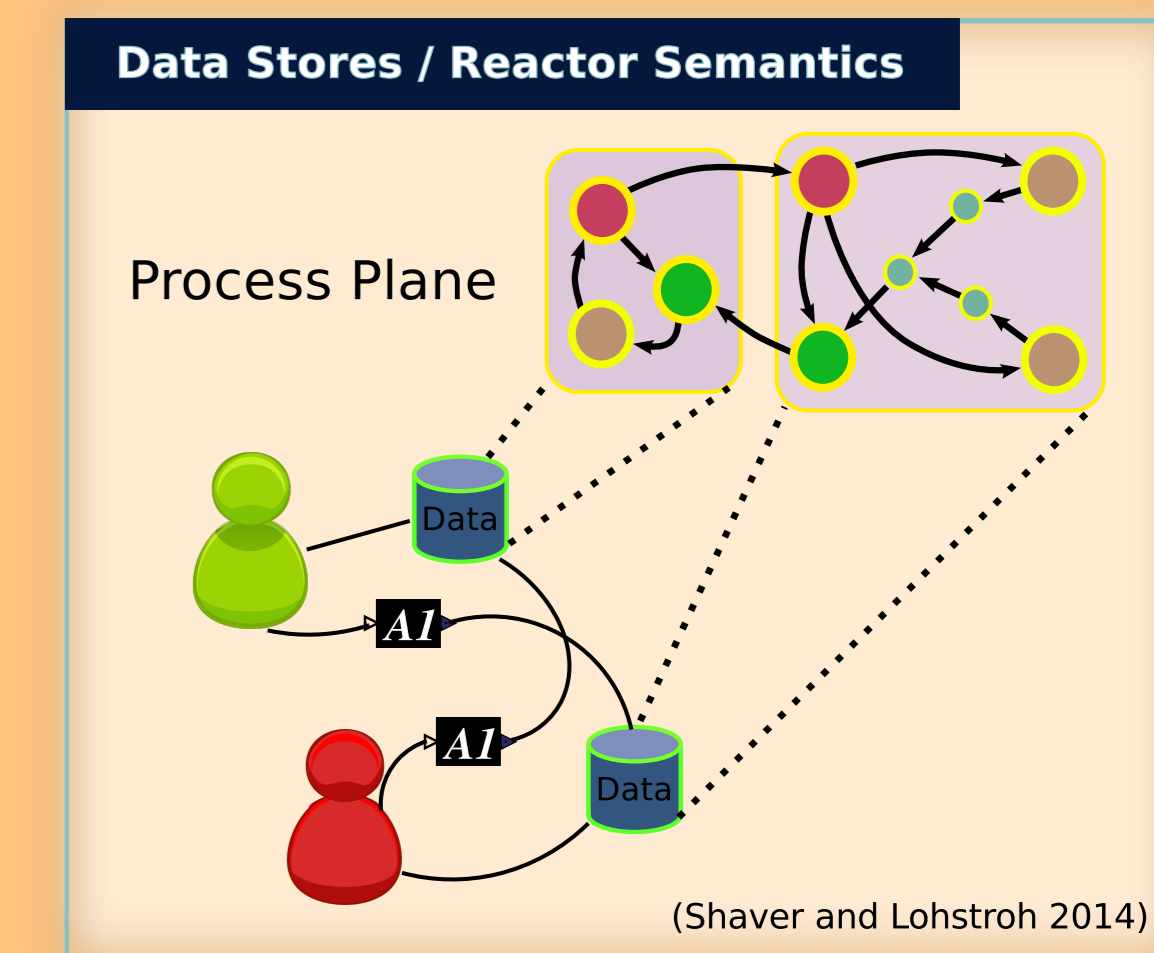 Data Stores / Reactor Semantics
Process Plane
Data
A1
A1
Data
(Shaver and Lohstroh 2014)